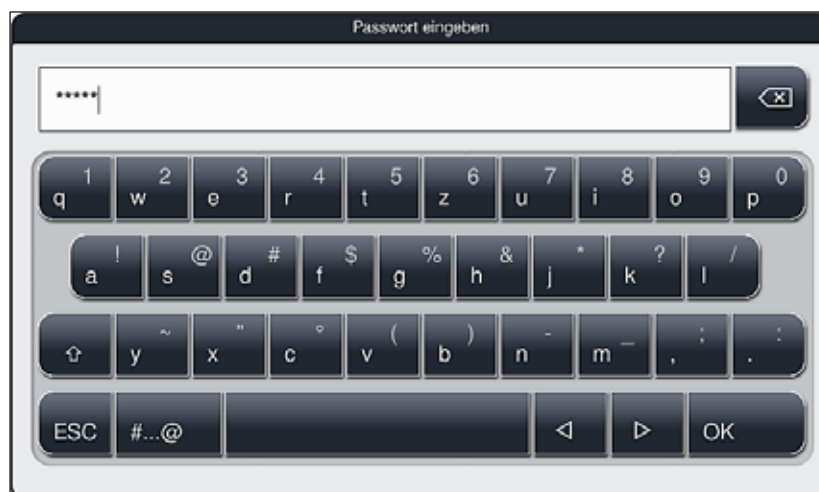 Passwort eingeben
*****
q 1 w 2 e 3 r 4 t 5 z 6 u 7 i 8 o 9 p 0
a ! s @ d # f $ g % h & j * k ? l /
y ~ x " c ° v ( b ) n - m _ , ; . :
ESC #...@ OK